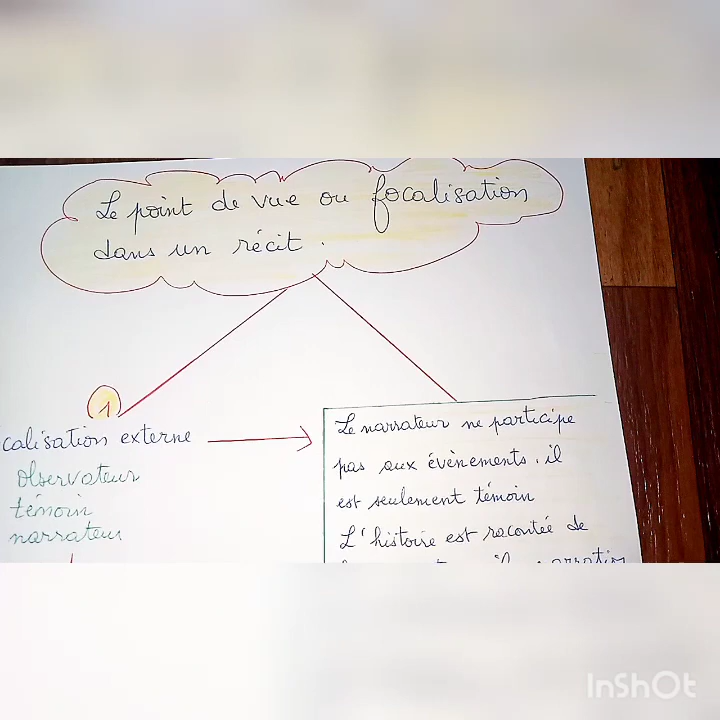 Le point de vue ou focalisation
dans un récit.
1
calisation externe
observateur
témoin
narrateur
Le narrateur ne participe
pas aux évènements. il
est seulement témoin
L'histoire est racontée de
InShOt